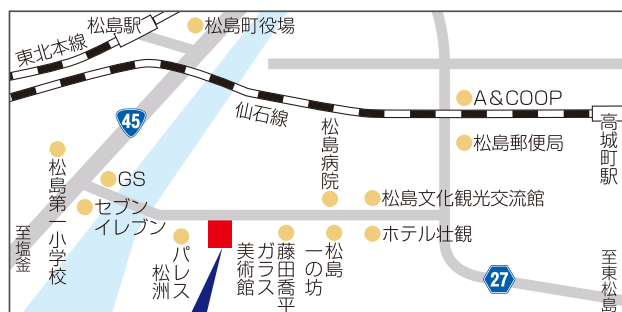 松島駅
松島町役場
東北本線
45
仙石線
A&COOP
松島病院
松島郵便局
高城町駅
松島第一小学校
GS
セブン
イレブン
松島文化観光交流館
至塩釜
パレス
松洲
藤田喬平
ガラス
美術館
松島
一の坊
ホテル壮観
27
至東松島